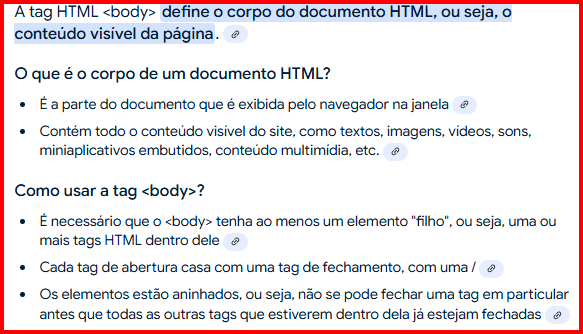 A tag HTML <body> define o corpo do documento HTML, ou seja, o
conteúdo visível da página.
O que é o corpo de um documento HTML?
• É a parte do documento que é exibida pelo navegador na janela
• Contém todo o conteúdo visível do site, como textos, imagens, vídeos, sons,
miniaplicativos embutidos, conteúdo multimídia, etc.
Como usar a tag <body>?
• É necessário que o <body> tenha ao menos um elemento "filho", ou seja, uma ou
mais tags HTML dentro dele
• Cada tag de abertura casa com uma tag de fechamento, com uma /
• Os elementos estão aninhados, ou seja, não se pode fechar uma tag em particular
antes que todas as outras tags que estiverem dentro dela já estejam fechadas